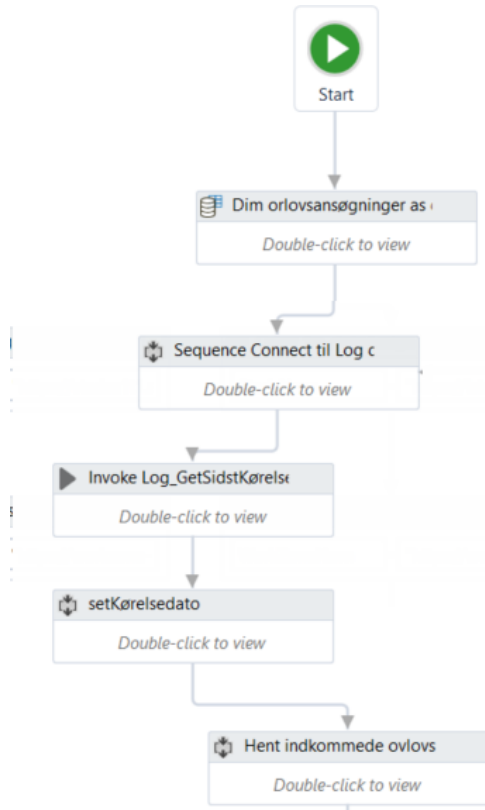 Start
Dim orlovsansøgninger as
Double-click to view
Sequence Connect til Log
Double-click to view
Invoke Log_GetSidstKørelse
Double-click to view
setKørelsedato
Double-click to view
Hent indkommede ovlovs
Double-click to view